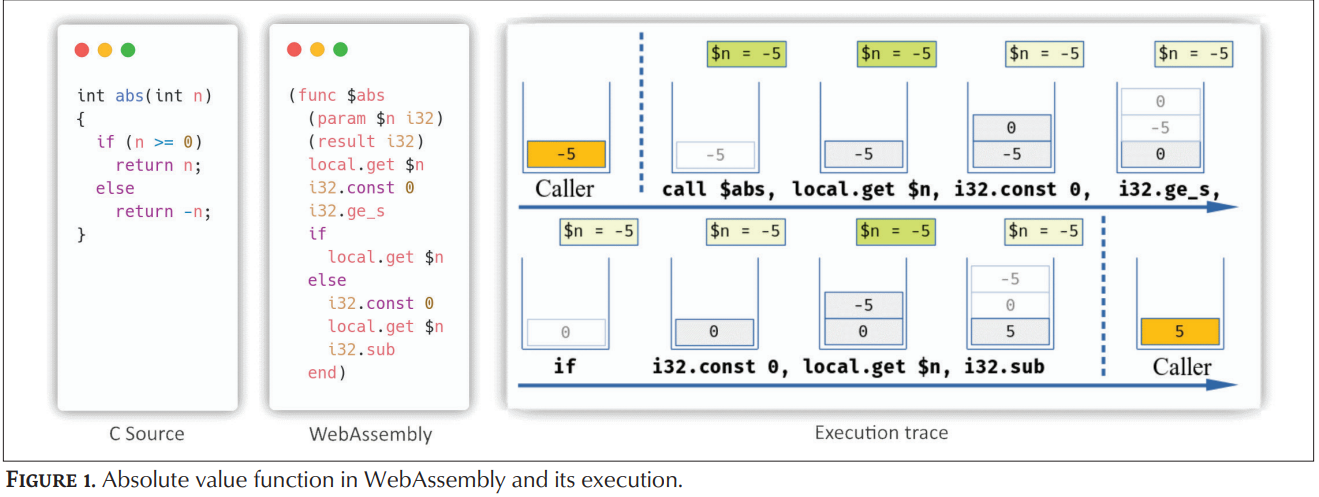 int abs(int n)
{
if (n >= 0)
return n;
else
return -n;
}
C Source
(func $abs
(param $n i32)
(result i32)
local.get $n
i32.const 0
i32.ge_s
if
local.get $n
else
i32.const 0
local.get $n
i32.sub
end)
WebAssembly
$n = -5 $n = -5 $n = -5 $n = -5
0
0 -5
-5 -5 -5 -5 0
Caller call $abs, local.get $n, i32.const 0, i32.ge_s,
$n = -5 $n = -5 $n = -5 $n = -5
-5
-5 0
0 0 0 5 5
if i32.const 0, local.get $n, i32.sub Caller
Execution trace
FIGURE 1. Absolute value function in WebAssembly and its execution.